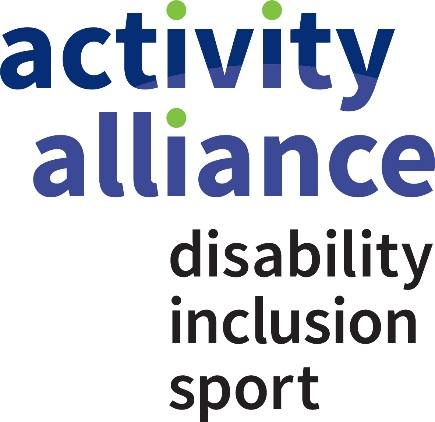 activity
alliance
disability
inclusion
sport